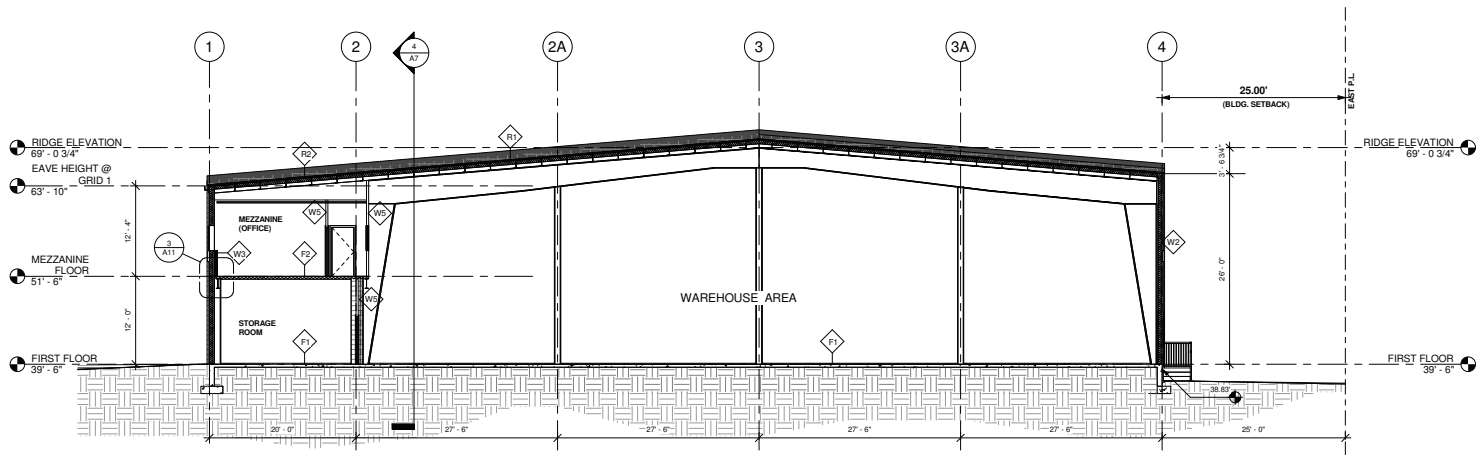 1
2
4
A7
2A
3
3A
4
25.00'
(BLDG. SETBACK)
EAST P.L.
RIDGE ELEVATION
69' - 0 3/4"
EAVE HEIGHT @
GRID 1
63' - 10"
R2
R1
3' - 6 3/4"
RIDGE ELEVATION
69' - 0 3/4"
12' - 4"
MEZZANINE
(OFFICE)
W5
W5
3
A11
W3
F2
W2
MEZZANINE
FLOOR
51' - 6"
26' - 0"
W5
WAREHOUSE AREA
12' - 0"
STORAGE
ROOM
F1
F1
FIRST FLOOR
39' - 6"
FIRST FLOOR
39' - 6"
38.83'
20' - 0"
27' - 6"
27' - 6"
27' - 6"
27' - 6"
25' - 0"